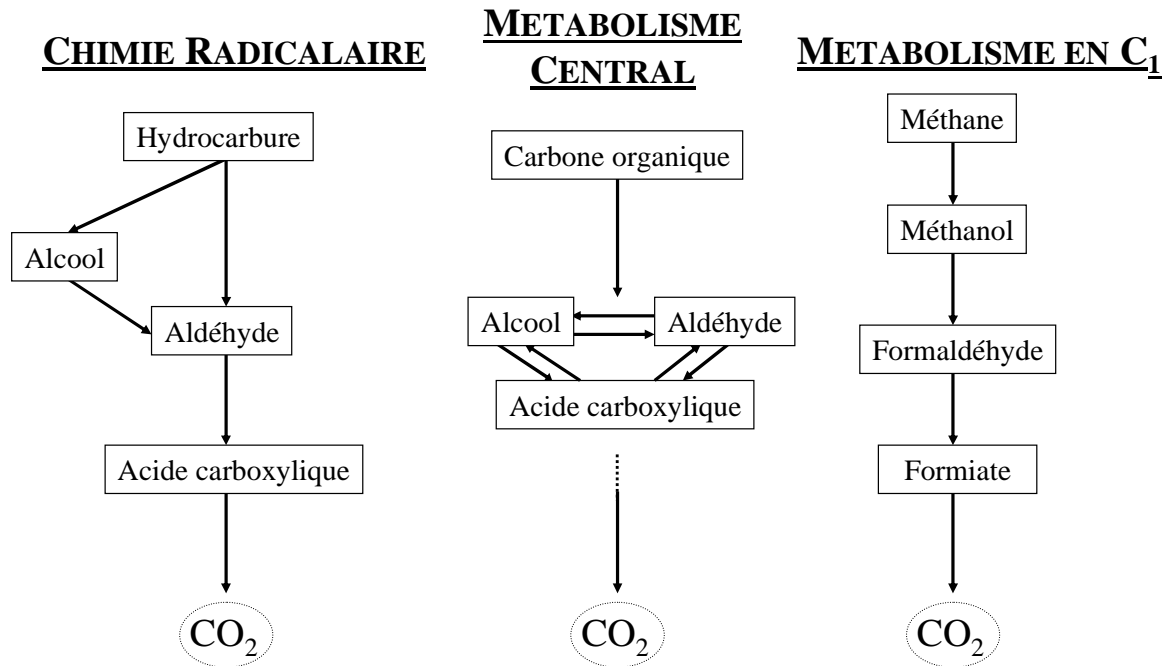 CHIMIE RADICALAIRE
Hydrocarbure
Alcool
Aldéhyde
Acide carboxylique
CO₂
METABOLISME
CENTRAL
Carbone organique
Alcool
Aldéhyde
Acide carboxylique
CO₂
METABOLISME EN C₁
Méthane
Méthanol
Formaldéhyde
Formiate
CO₂